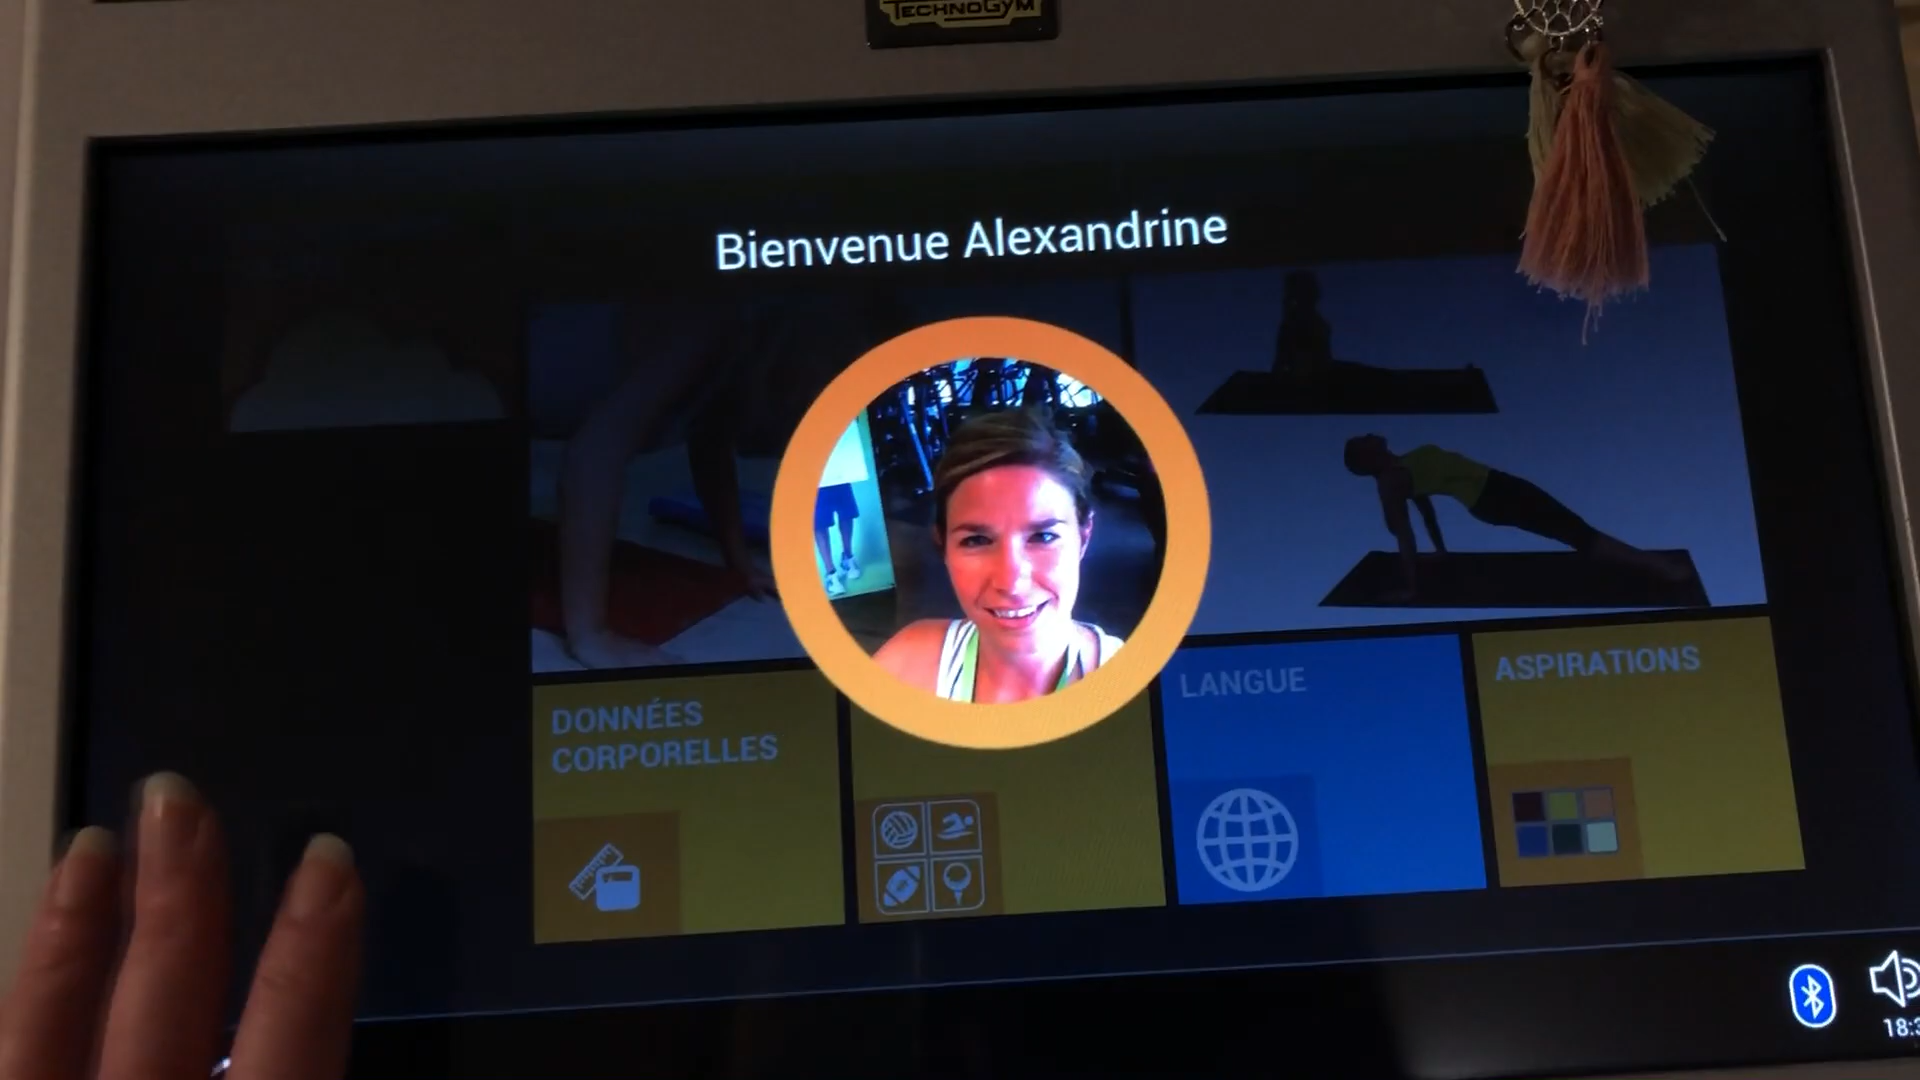 TECHNOGYM
Bienvenue Alexandrine
DONNÉES
CORPORELLES
LANGUE
ASPIRATIONS